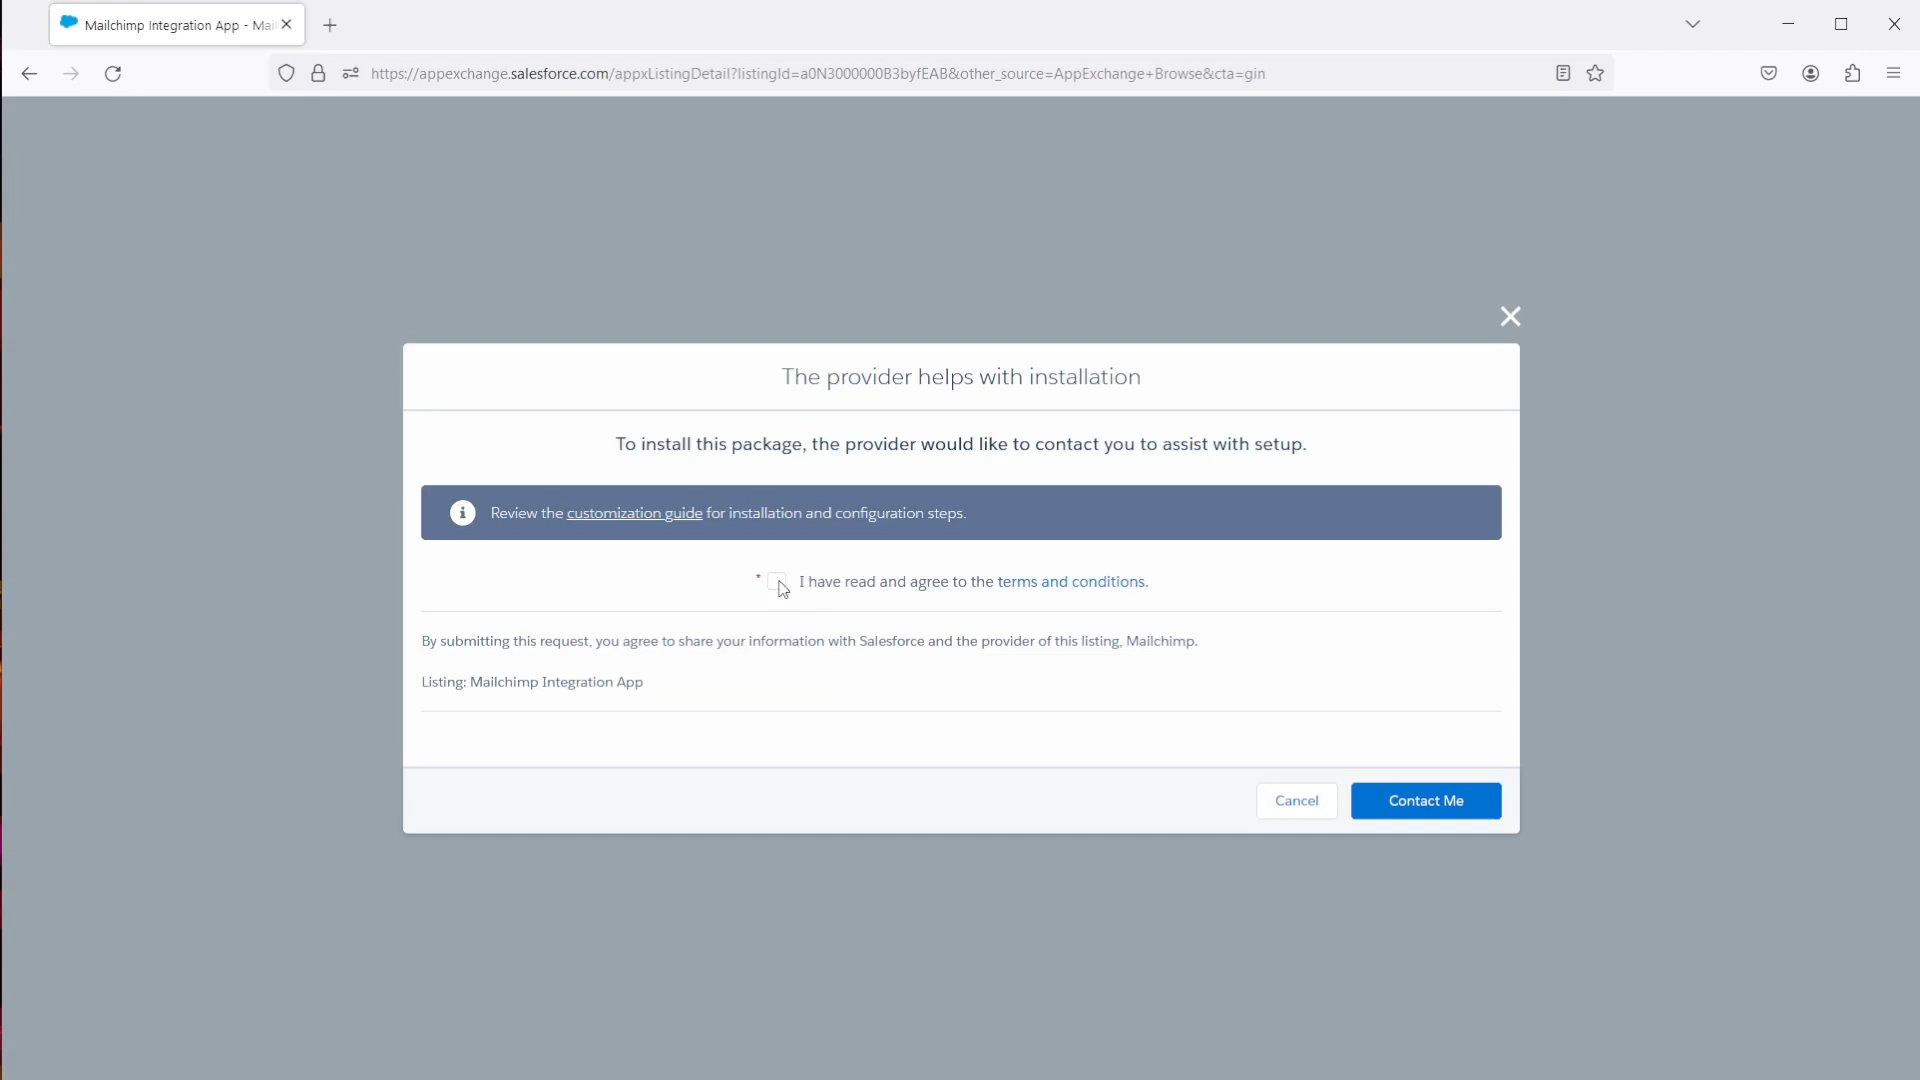 Mailchimp Integration App - Mai
https://appexchange.salesforce.com/appxListingDetail?listingId=a0N3000000B3byfEAB&other_source=AppExchange+Browse&cta=gin
The provider helps with installation
To install this package, the provider would like to contact you to assist with setup.
Review the customization guide for installation and configuration steps.
* I have read and agree to the terms and conditions.
By submitting this request, you agree to share your information with Salesforce and the provider of this listing, Mailchimp.
Listing: Mailchimp Integration App
Cancel
Contact Me